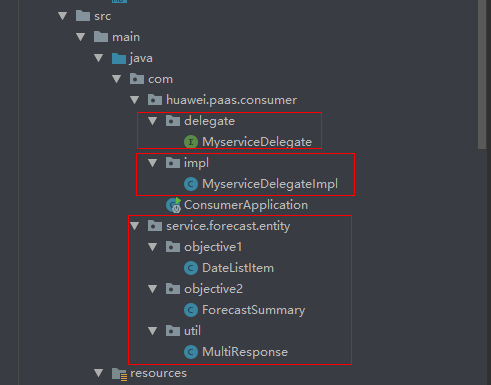 src
main
java
com
huawei.paas.consumer
delegate
MyserviceDelegate
impl
MyserviceDelegateImpl
ConsumerApplication
service.forecast.entity
objective1
DateListItem
objective2
ForecastSummary
util
MultiResponse
resources